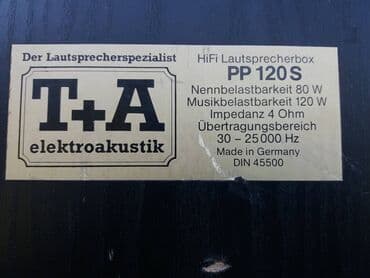 Der Lautsprecherspezialist
T+A
elektroakustik
HiFi Lautsprecherbox
PP 120 S
Nennbelastbarkeit 80 W
Musikbelastbarkeit 120 W
Impedanz 4 Ohm
Übertragungsbereich
30 – 25000 Hz
Made in Germany
DIN 45500